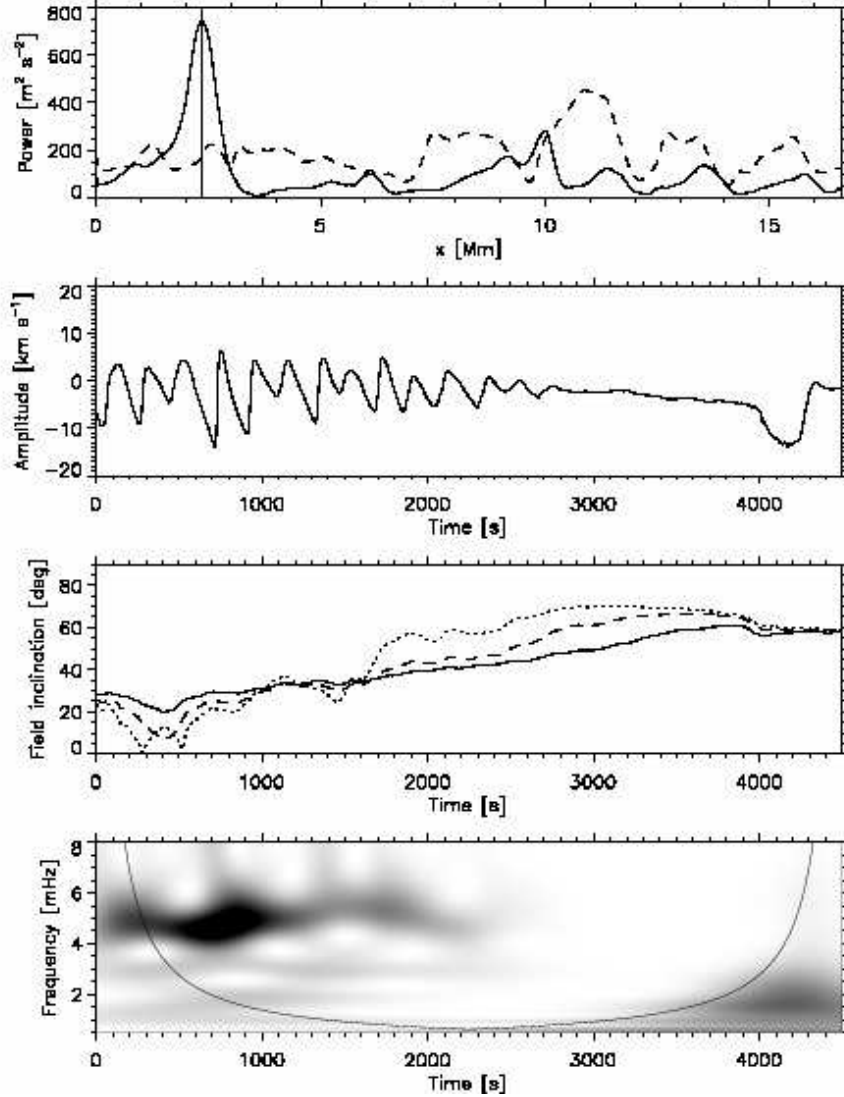 800
600
400
200
0
Power [m² s⁻²]
0 5 10 15
x [Mm]
20
10
0
−10
−20
Amplitude [km s⁻¹]
0 1000 2000 3000 4000
Time [s]
80
60
40
20
0
Field inclination [deg]
0 1000 2000 3000 4000
Time [s]
8
6
4
2
Frequency [mHz]
0 1000 2000 3000 4000
Time [s]